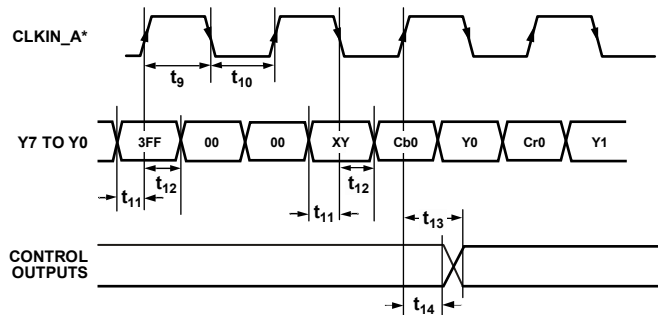 CLKIN_A*
t9 t10
Y7 TO Y0
3FF 00 00 XY Cb0 Y0 Cr0 Y1
t11 t12 t11 t12
t13
CONTROL
OUTPUTS
t14